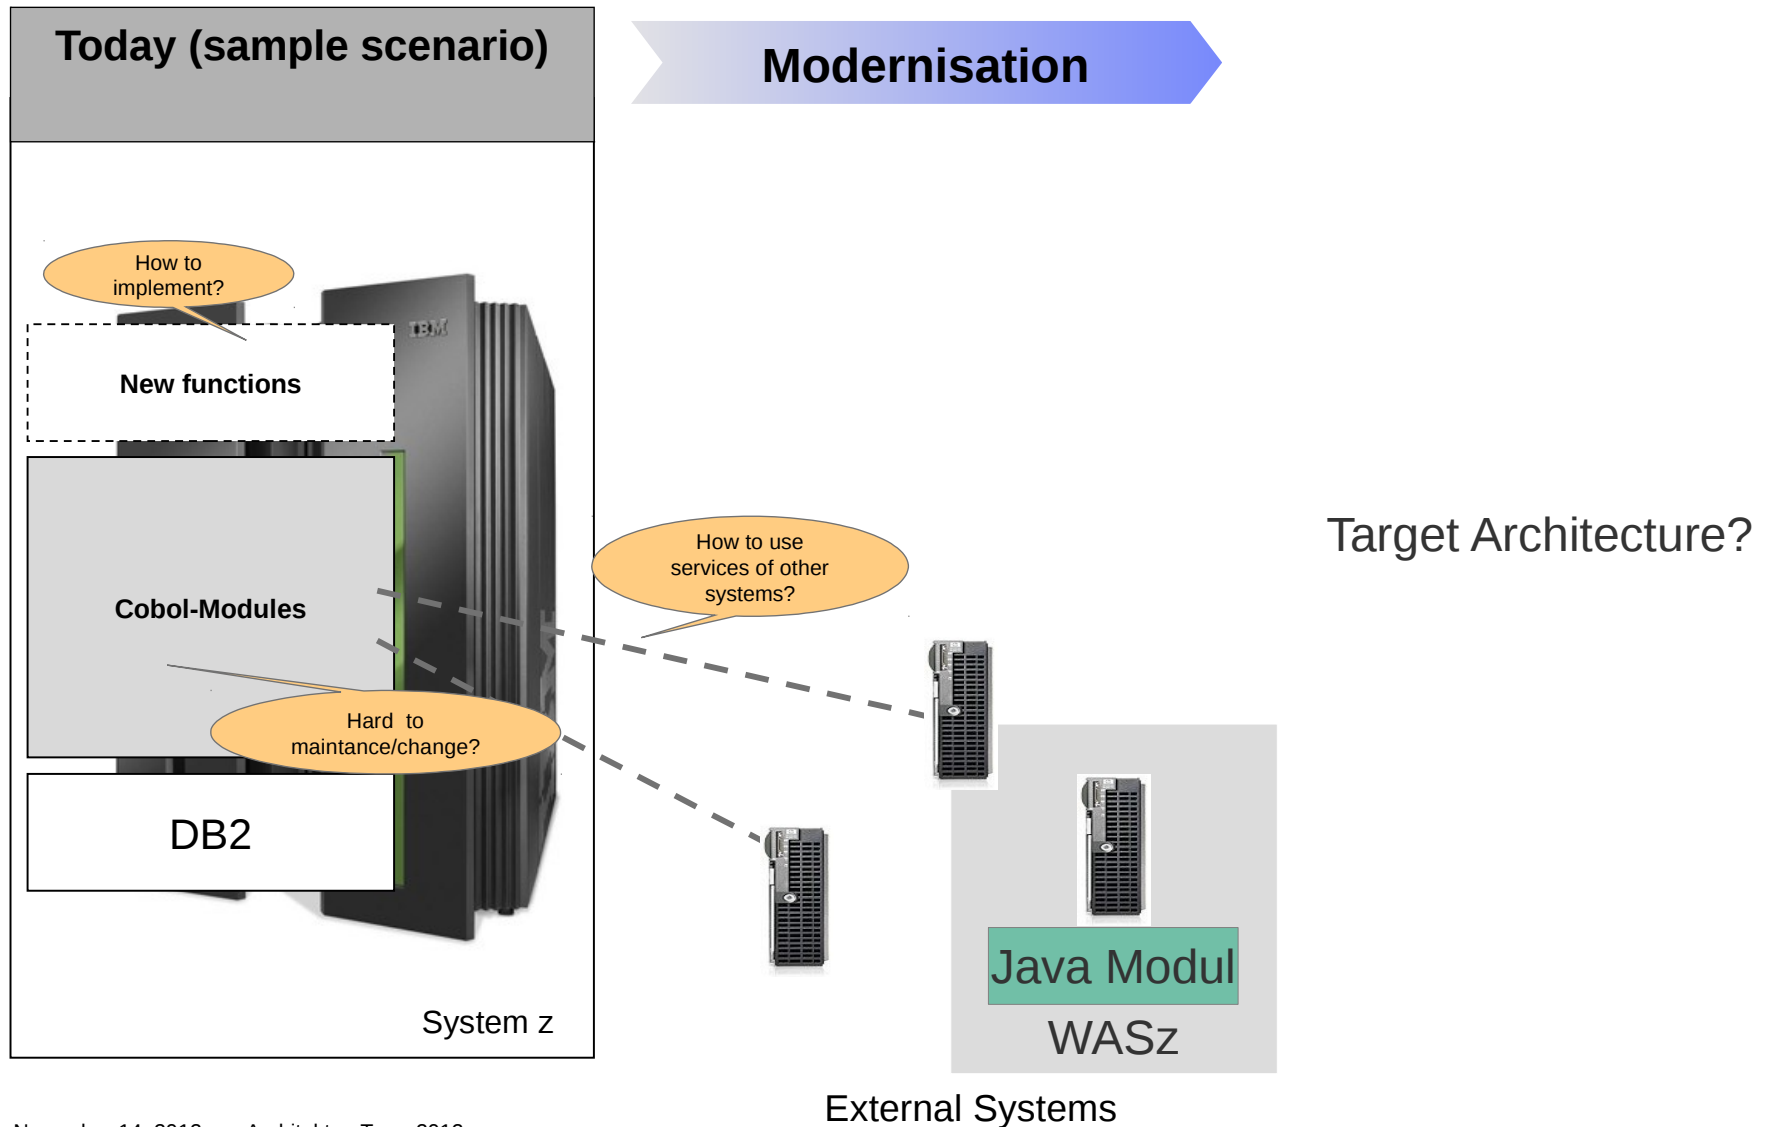 Today (sample scenario)
Modernisation
How to
implement?
IBM
New functions
How to use
services of other
systems?
Target Architecture?
Cobol-Modules
Hard to
maintance/change?
DB2
Java Modul
System z
WASz
External Systems